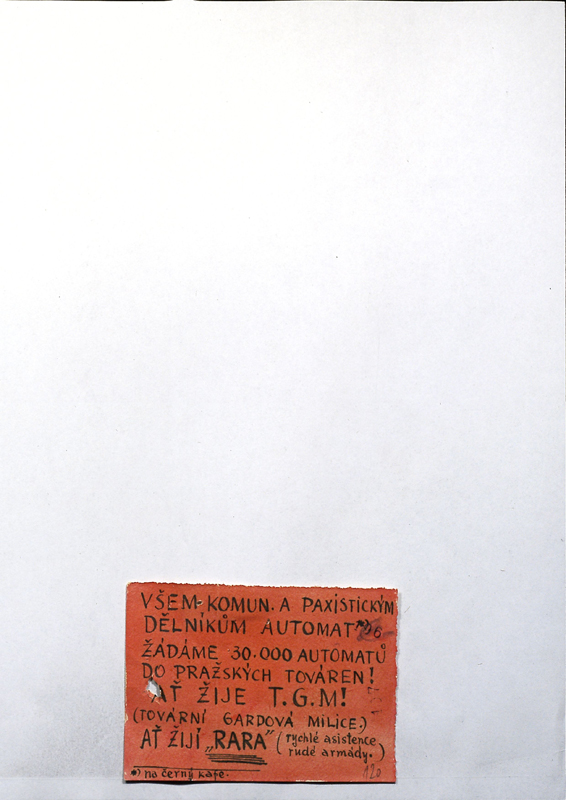 VŠEM KOMUN. A PAXISTICKÝM
DĚLNÍKŮM AUTOMAT *)
ŽÁDÁME 30.000 AUTOMATŮ
DO PRAŽSKÝCH TOVÁREN!
AŤ ŽIJE T.G.M!
(TOVÁRNÍ GARDOVÁ MILICE.)
AŤ ŽIJÍ „RARA" (rychlé asistence
rudé armády.)
*) na černý kafe.
120